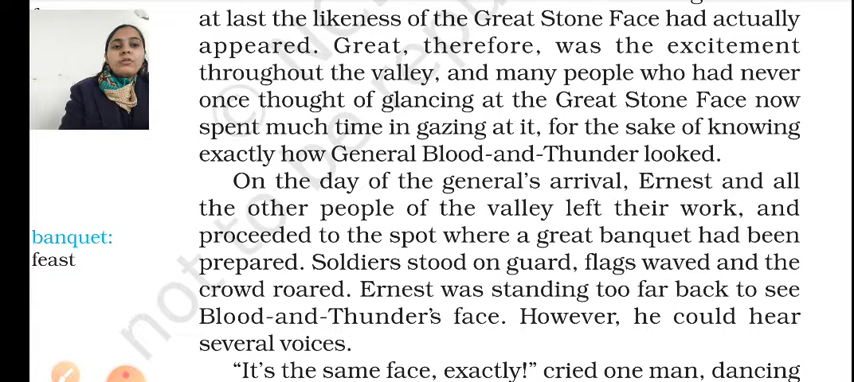 at last the likeness of the Great Stone Face had actually
appeared. Great, therefore, was the excitement
throughout the valley, and many people who had never
once thought of glancing at the Great Stone Face now
spent much time in gazing at it, for the sake of knowing
exactly how General Blood-and-Thunder looked.
On the day of the general's arrival, Ernest and all
the other people of the valley left their work, and
proceeded to the spot where a great banquet had been
prepared. Soldiers stood on guard, flags waved and the
crowd roared. Ernest was standing too far back to see
Blood-and-Thunder's face. However, he could hear
several voices.
"It's the same face, exactly!" cried one man, dancing
banquet:
feast
not to be repu
© NCE